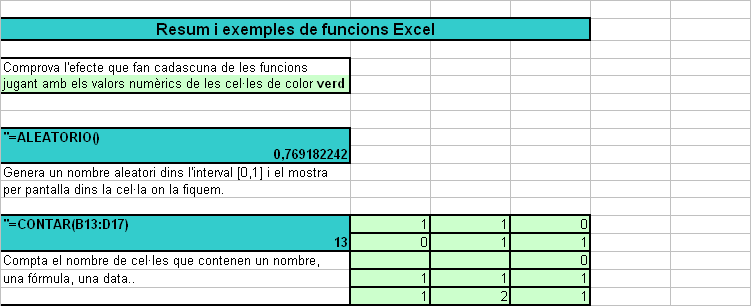 Resum i exemples de funcions Excel
Comprova l'efecte que fan cadascuna de les funcions
jugant amb els valors numèrics de les cel·les de color verd
"=ALEATORIO()
0,769182242
Genera un nombre aleatori dins l'interval [0,1] i el mostra
per pantalla dins la cel·la on la fiquem.
"=CONTAR(B13:D17) 1 1 0
13 0 1 1
Compta el nombre de cel·les que contenen un nombre, 0
una fórmula, una data.. 1 1 1
1 2 1